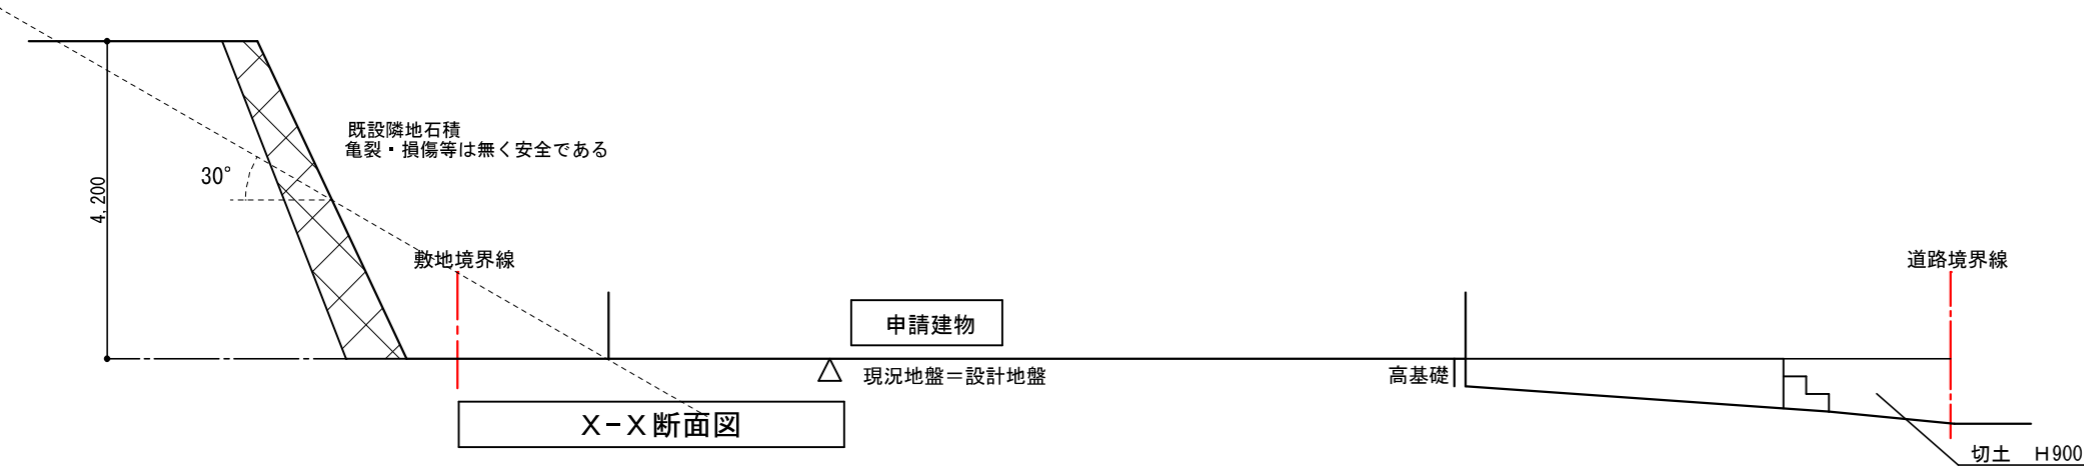 既設隣地石積
亀裂・損傷等は無く安全である
30°
4,200
敷地境界線
道路境界線
申請建物
現況地盤=設計地盤
高基礎
X-X断面図
切土 H900